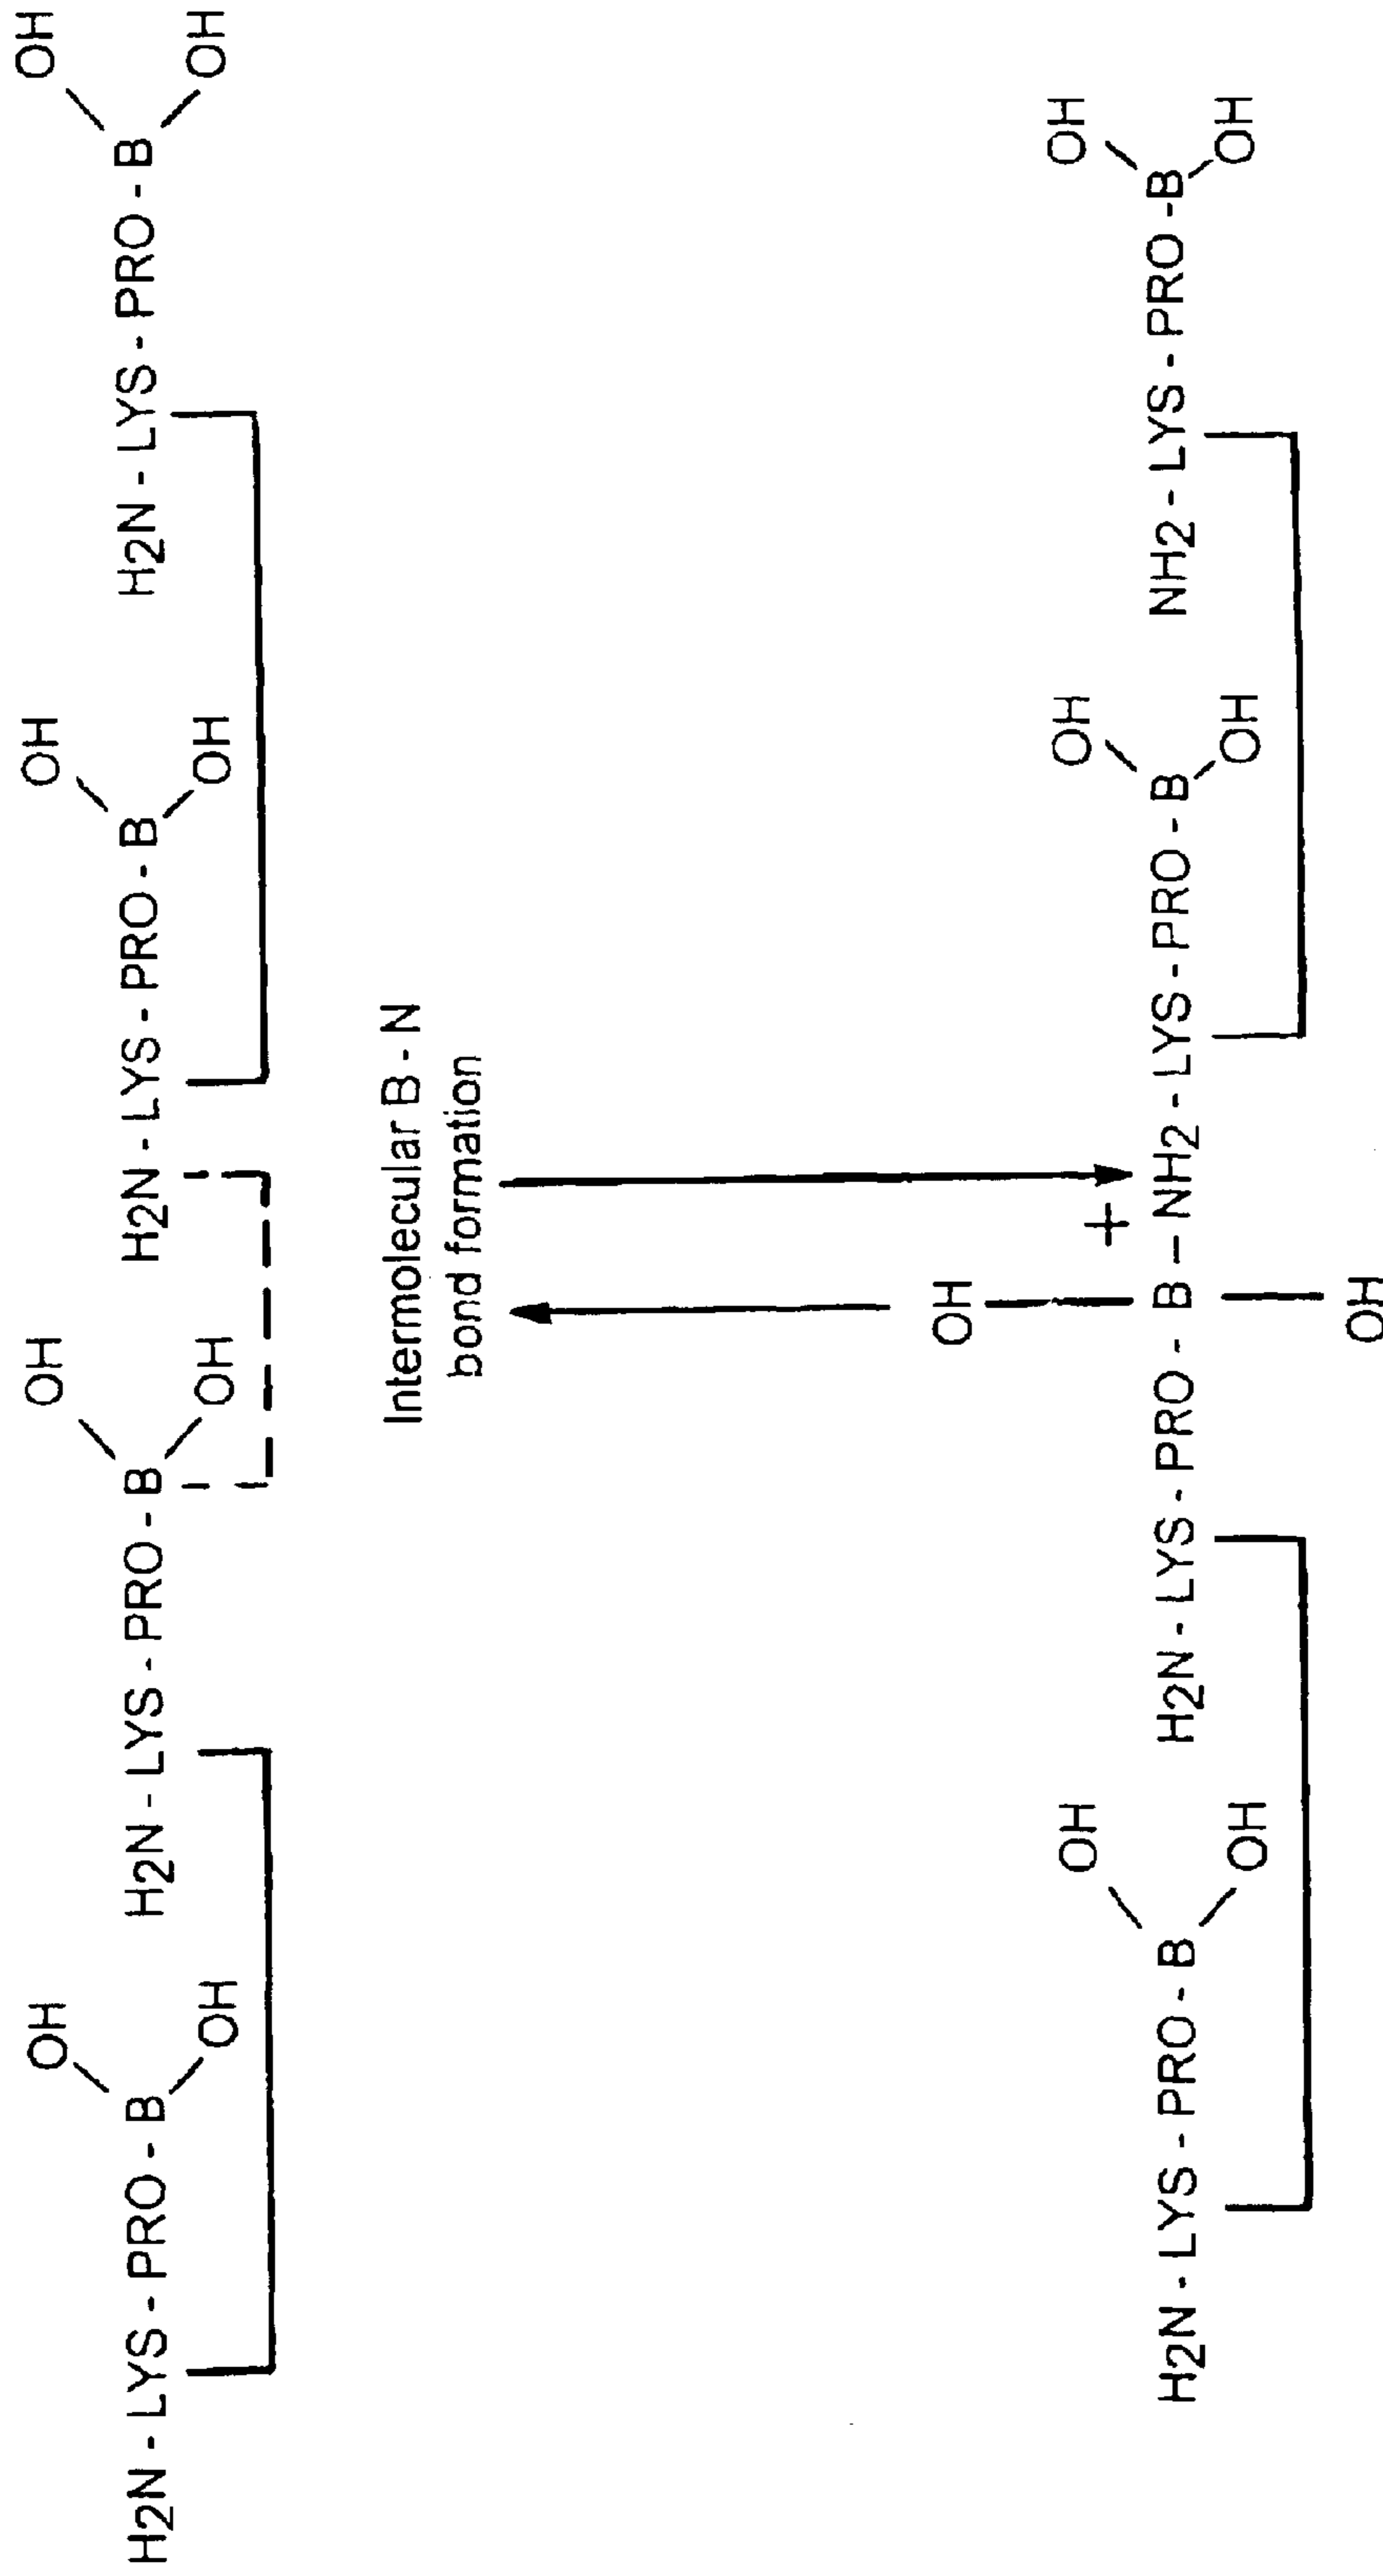 OH OH OH OH
H2N - LYS - PRO - B H2N - LYS - PRO - B H2N - LYS - PRO - B H2N - LYS - PRO - B
OH OH OH OH
Intermolecular B - N
bond formation
OH
OH OH OH
+
H2N - LYS - PRO - B H2N - LYS - PRO - B - NH2 - LYS - PRO - B NH2 - LYS - PRO - B
OH OH OH
OH